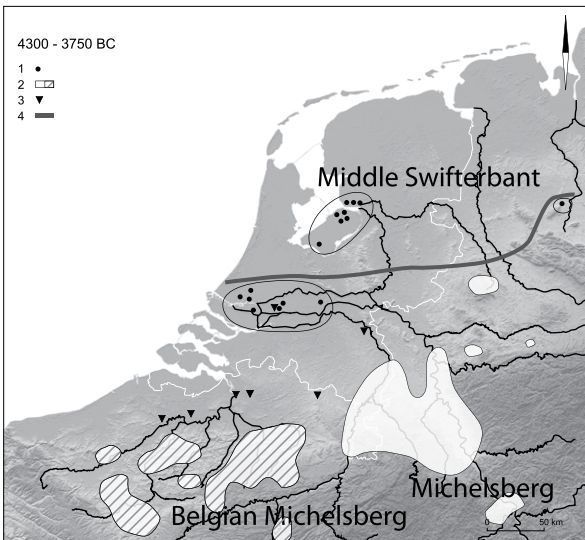 4300 - 3750 BC
1
2
3
4
Middle Swifterbant
Michelsberg
Belgian Michelsberg
0 50 km